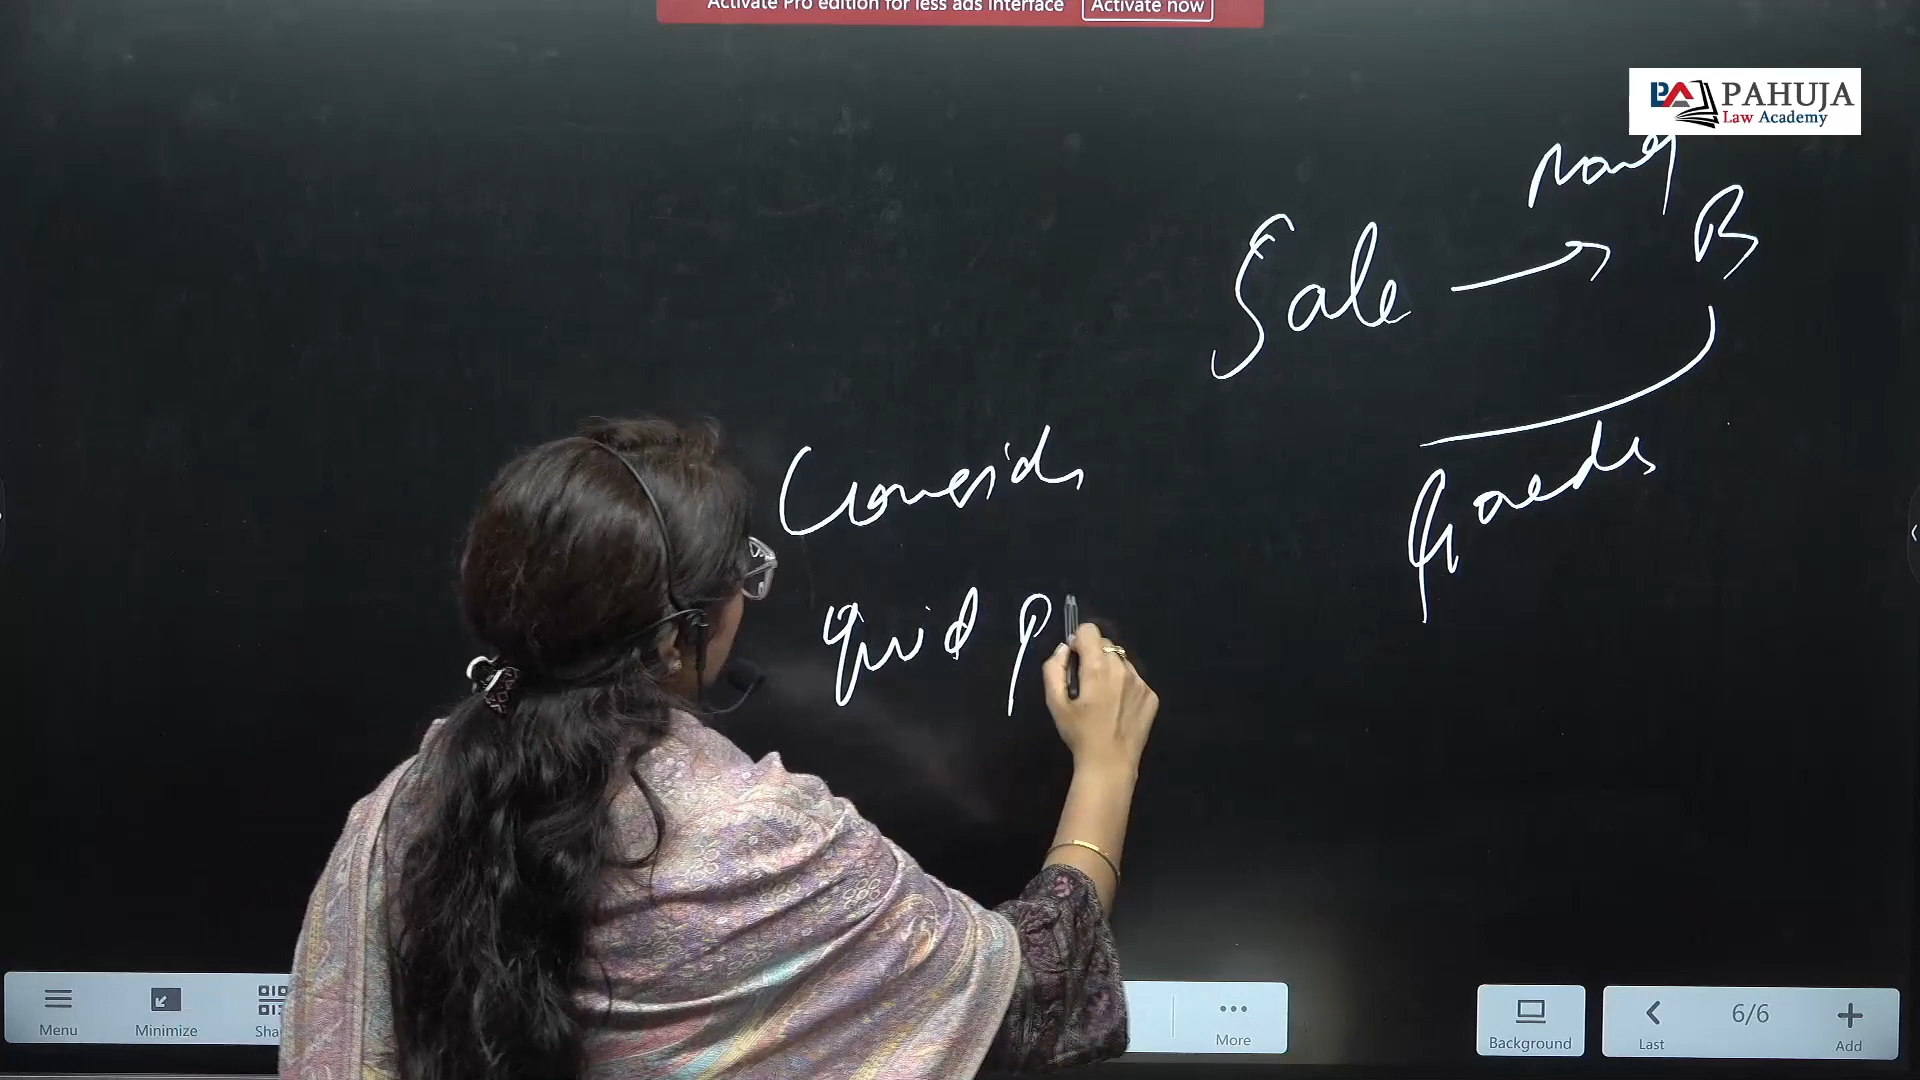 Activate Pro edition for less ads interface Activate now
PAHUJA
Law Academy
Sale B
Consid
Goods
quid p
Menu Minimize Sha More Background Last 6/6 Add